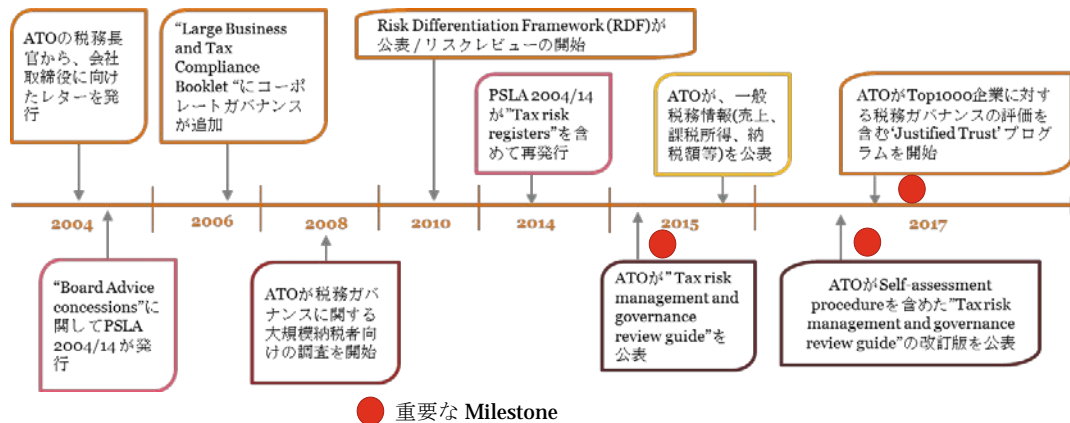 ATOの税務長
官から、会社
取締役に向け
たレターを発
行
“Large Business
and Tax
Compliance
Booklet “にコーポ
レートガバナンス
が追加
Risk Differentiation Framework (RDF)が
公表 / リスクレビューの開始
PSLA 2004/14
が”Tax risk
registers”を含
めて再発行
ATOが、一般
税務情報(売上、
課税所得、納
税額等)を公表
ATOがTop1000企業に対す
る税務ガバナンスの評価を
含む‘Justified Trust’ プログ
ラムを開始
2004
2006
2008
2010
2014
2015
2017
“Board Advice
concessions”に
関してPSLA
2004/14 が発
行
ATOが税務ガバ
ナンスに関する
大規模納税者向
けの調査を開始
ATOが” Tax risk
management and
governance
review guide”を
公表
ATOがSelf-assessment
procedureを含めた”Tax risk
management and governance
review guide”の改訂版を公表
重要な Milestone